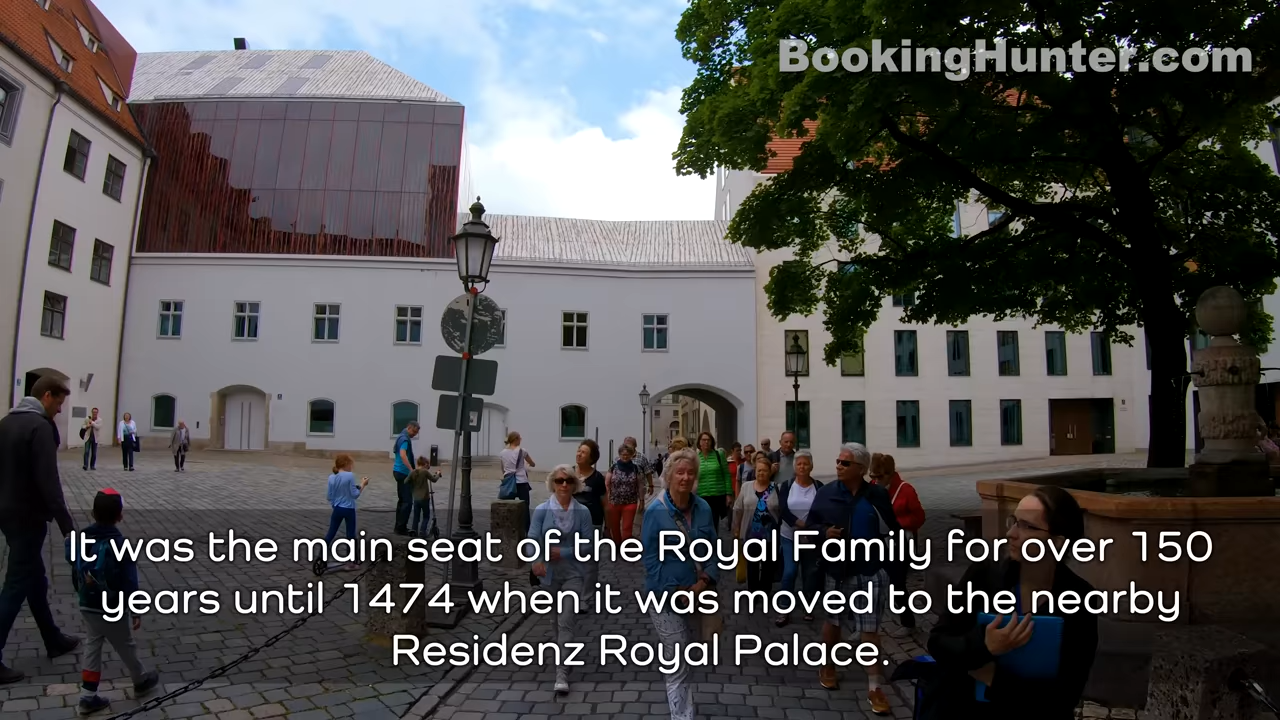 BookingHunter.com
It was the main seat of the Royal Family for over 150
years until 1474 when it was moved to the nearby
Residenz Royal Palace.